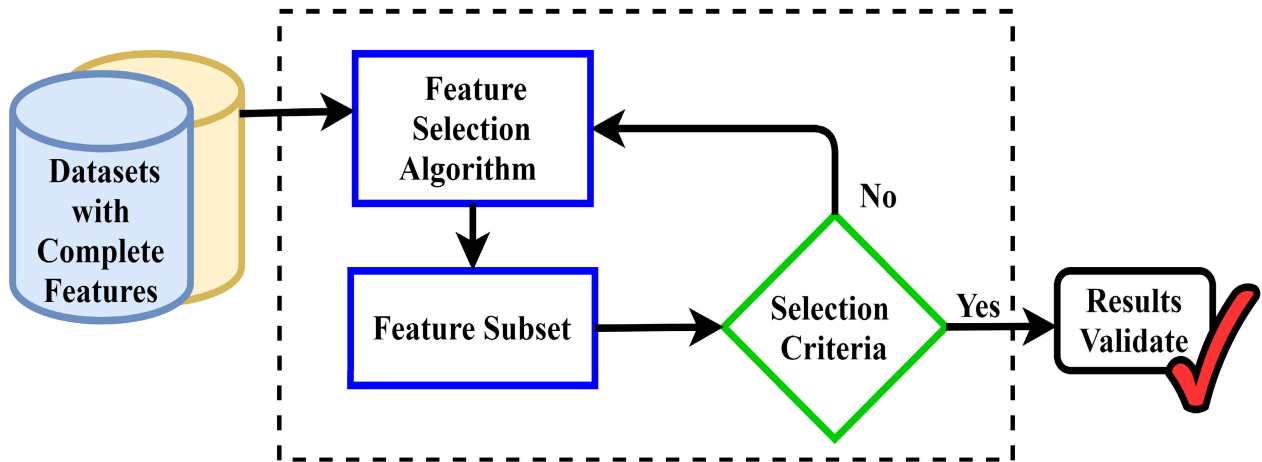 Datasets
with
Complete
Features
Feature
Selection
Algorithm
Feature Subset
Selection
Criteria
No
Yes
Results
Validate